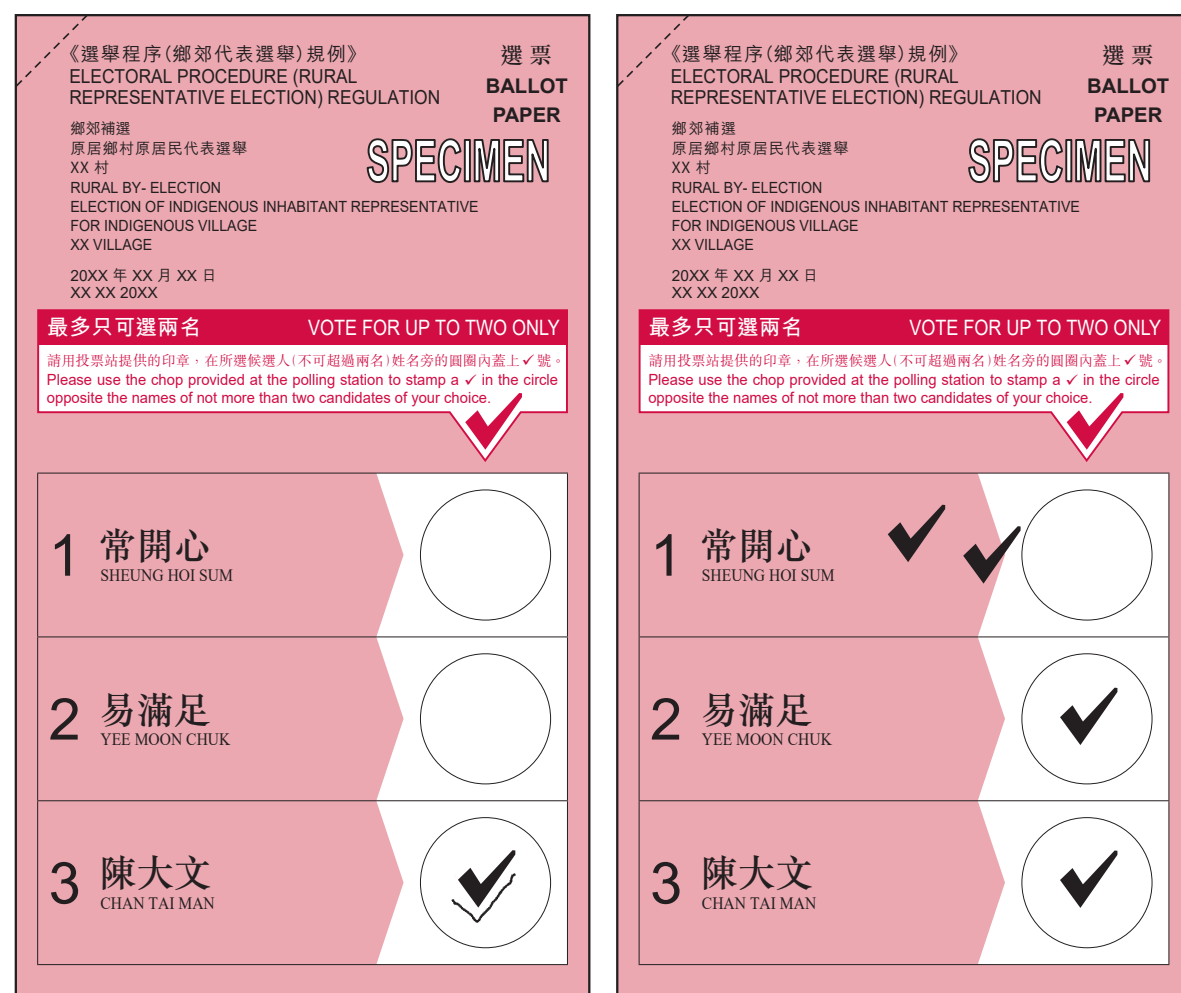 《選舉程序(鄉郊代表選舉)規例》
ELECTORAL PROCEDURE (RURAL
REPRESENTATIVE ELECTION) REGULATION
選票
BALLOT
PAPER
鄉郊補選
原居鄉村原居民代表選舉
XX 村
RURAL BY- ELECTION
ELECTION OF INDIGENOUS INHABITANT REPRESENTATIVE
FOR INDIGENOUS VILLAGE
XX VILLAGE
SPECIMEN
20XX 年 XX 月 XX 日
XX XX 20XX
最多只可選兩名 VOTE FOR UP TO TWO ONLY
請用投票站提供的印章,在所選候選人(不可超過兩名)姓名旁的圓圈內蓋上✓號。
Please use the chop provided at the polling station to stamp a ✓ in the circle
opposite the names of not more than two candidates of your choice.
1 常開心
SHEUNG HOI SUM
2 易滿足
YEE MOON CHUK
3 陳大文
CHAN TAI MAN
《選舉程序(鄉郊代表選舉)規例》
ELECTORAL PROCEDURE (RURAL
REPRESENTATIVE ELECTION) REGULATION
選票
BALLOT
PAPER
鄉郊補選
原居鄉村原居民代表選舉
XX 村
RURAL BY- ELECTION
ELECTION OF INDIGENOUS INHABITANT REPRESENTATIVE
FOR INDIGENOUS VILLAGE
XX VILLAGE
SPECIMEN
20XX 年 XX 月 XX 日
XX XX 20XX
最多只可選兩名 VOTE FOR UP TO TWO ONLY
請用投票站提供的印章,在所選候選人(不可超過兩名)姓名旁的圓圈內蓋上✓號。
Please use the chop provided at the polling station to stamp a ✓ in the circle
opposite the names of not more than two candidates of your choice.
1 常開心
SHEUNG HOI SUM
2 易滿足
YEE MOON CHUK
3 陳大文
CHAN TAI MAN